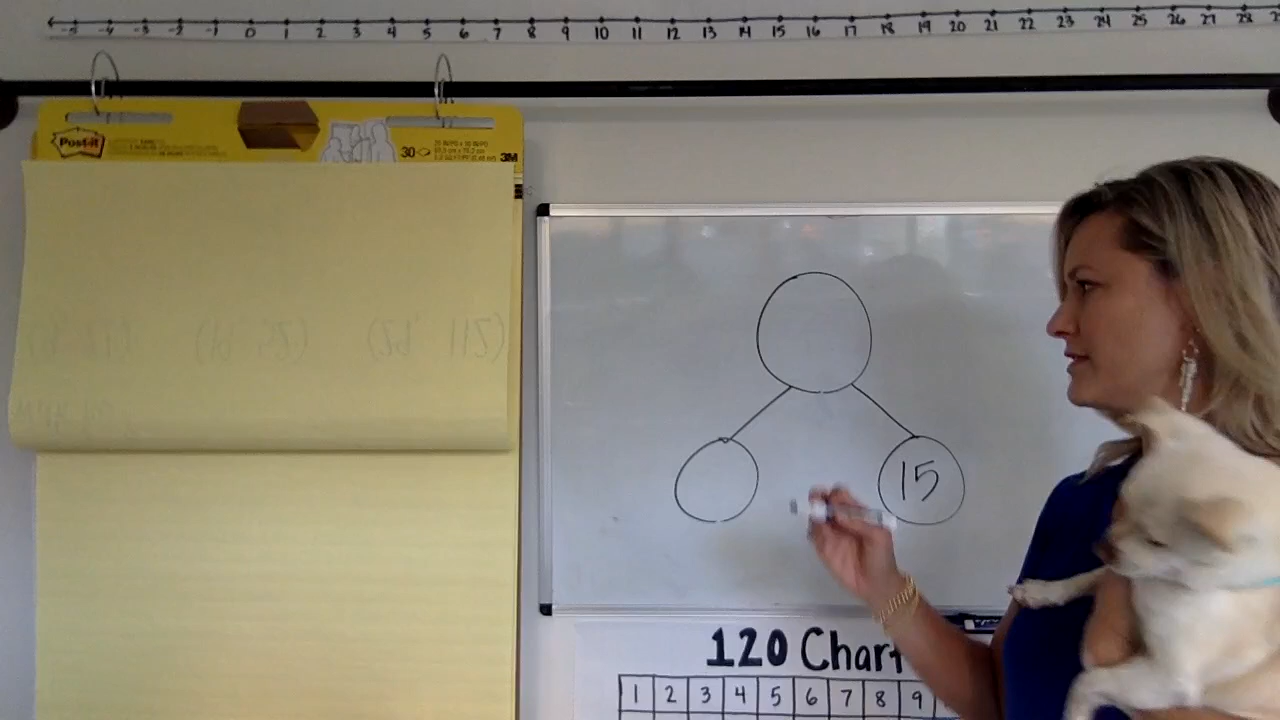 -5 -4 -3 -2 -1 0 1 2 3 4 5 6 7 8 9 10 11 12 13 14 15 16 17 18 19 20 21 22 23 24 25 26 27 28
Post-it
30
3M
15
120 Chart
1 2 3 4 5 6 7 8 9